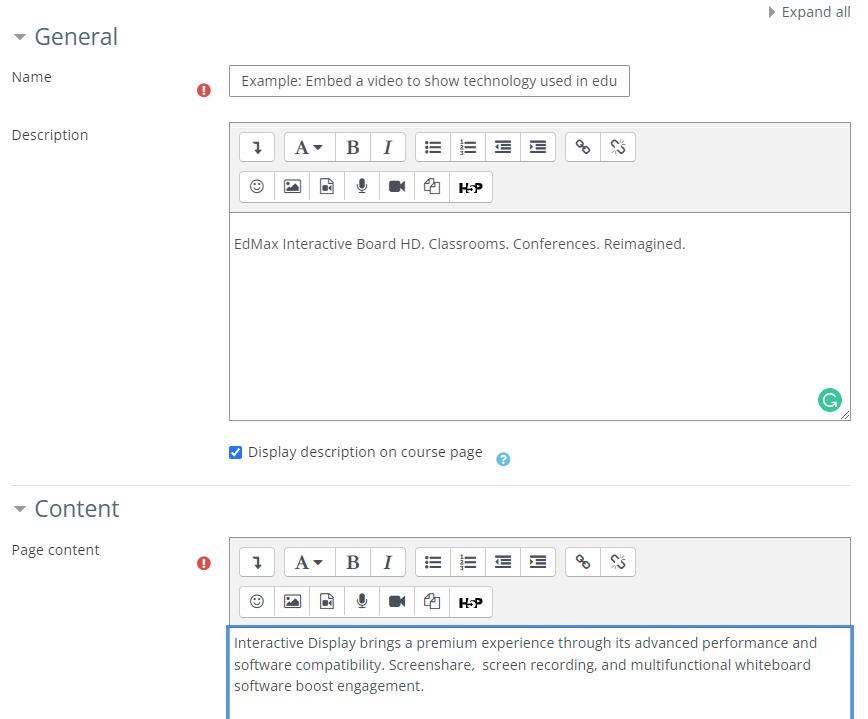 Expand all
General
Name
Example: Embed a video to show technology used in edu
Description
A B I
H5P
EdMax Interactive Board HD. Classrooms. Conferences. Reimagined.
Display description on course page
Content
Page content
A B I
H5P
Interactive Display brings a premium experience through its advanced performance and
software compatibility. Screenshare,  screen recording, and multifunctional whiteboard
software boost engagement.